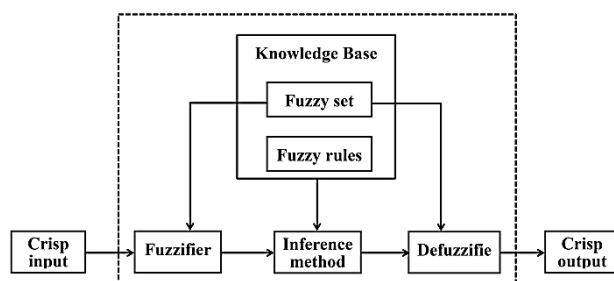 Knowledge Base
Fuzzy set
Fuzzy rules
Crisp
input
Fuzzifier
Inference
method
Defuzzifie
Crisp
output